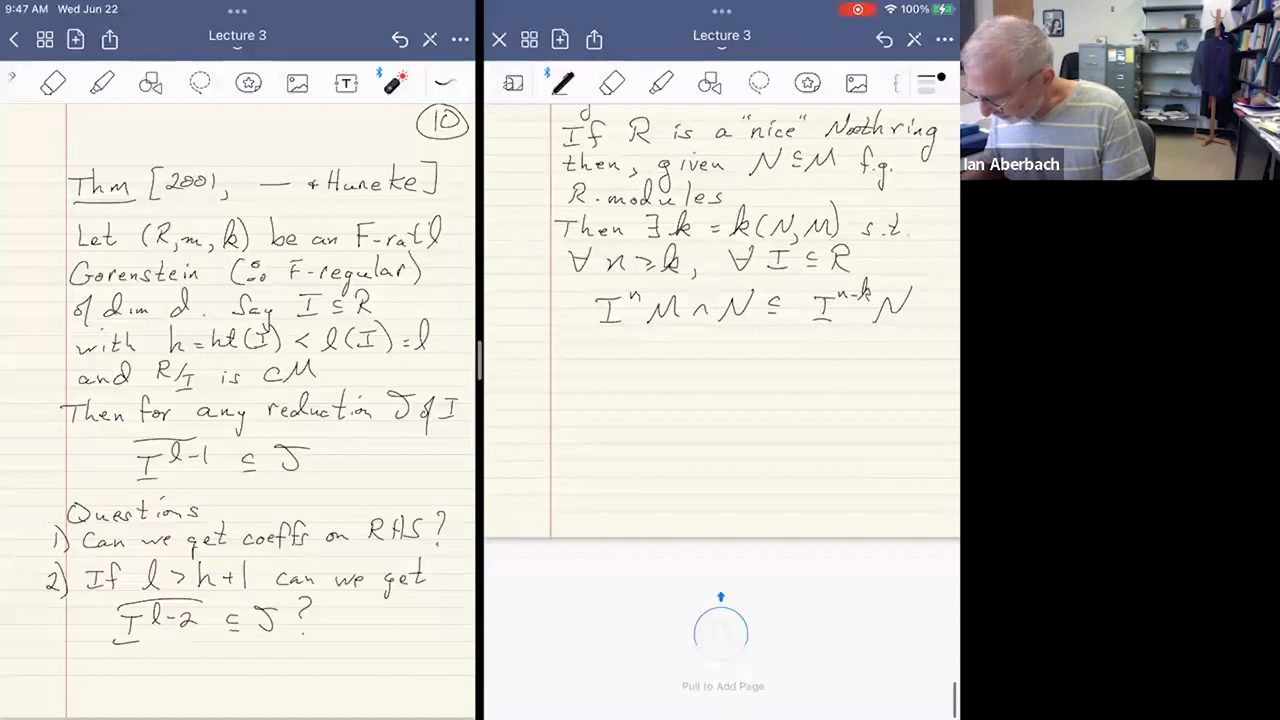 9:47 AM Wed Jun 22
Lecture 3
10
Thm [2001, — + Huneke]
Let (R, m, k) be an F-rat'l
Gorenstein (∴ F-regular)
of dim d. Say I ⊆ R
with h = ht(I) < l(I) = l
and R/I is CM
Then for any reduction J of I
\overline{I^{l-1}} ⊆ J
Questions
1) Can we get coeffs on RHS?
2) If l > h+1 can we get
\overline{I^{l-2}} ⊆ J ?
100%
Lecture 3
If R is a "nice" Noeth ring
then, given N ⊆ M f.g.
R-modules
Then ∃ k = k(N, M) s.t.
∀ n ≥ k, ∀ I ⊆ R
I^n M ∩ N ⊆ I^{n-k} N
Pull to Add Page
Ian Aberbach